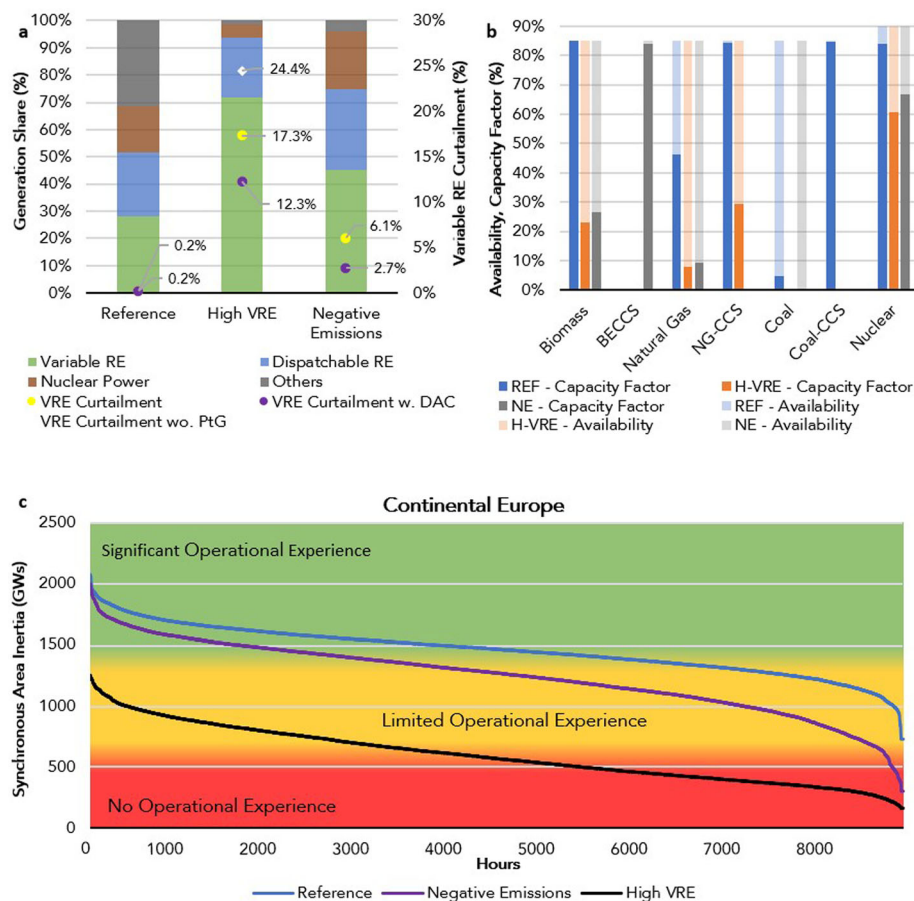 a
100%
90%
80%
70%
60%
50%
40%
30%
20%
10%
0%
Generation Share (%)
30%
25%
20%
15%
10%
5%
0%
Variable RE Curtailment (%)
24.4%
17.3%
12.3%
0.2%
0.2%
6.1%
2.7%
Reference
High VRE
Negative
Emissions
Variable RE
Dispatchable RE
Nuclear Power
Others
VRE Curtailment
VRE Curtailment w. DAC
VRE Curtailment wo. PtG
b
90%
80%
70%
60%
50%
40%
30%
20%
10%
0%
Availability, Capacity Factor (%)
Biomass
BECCS
Natural Gas
NG-CCS
Coal
Coal-CCS
Nuclear
REF - Capacity Factor
H-VRE - Capacity Factor
NE - Capacity Factor
REF - Availability
H-VRE - Availability
NE - Availability
c
Continental Europe
2500
2000
1500
1000
500
0
Synchronous Area Inertia (GWs)
Significant Operational Experience
Limited Operational Experience
No Operational Experience
0
1000
2000
3000
4000
5000
6000
7000
8000
Hours
Reference
Negative Emissions
High VRE